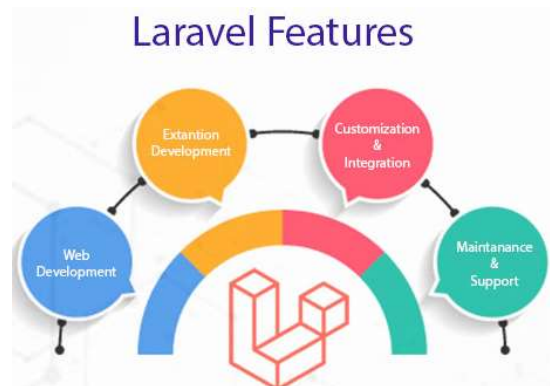 Laravel Features
Extantion
Development
Customization
&
Integration
Web
Development
Maintanance
&
Support